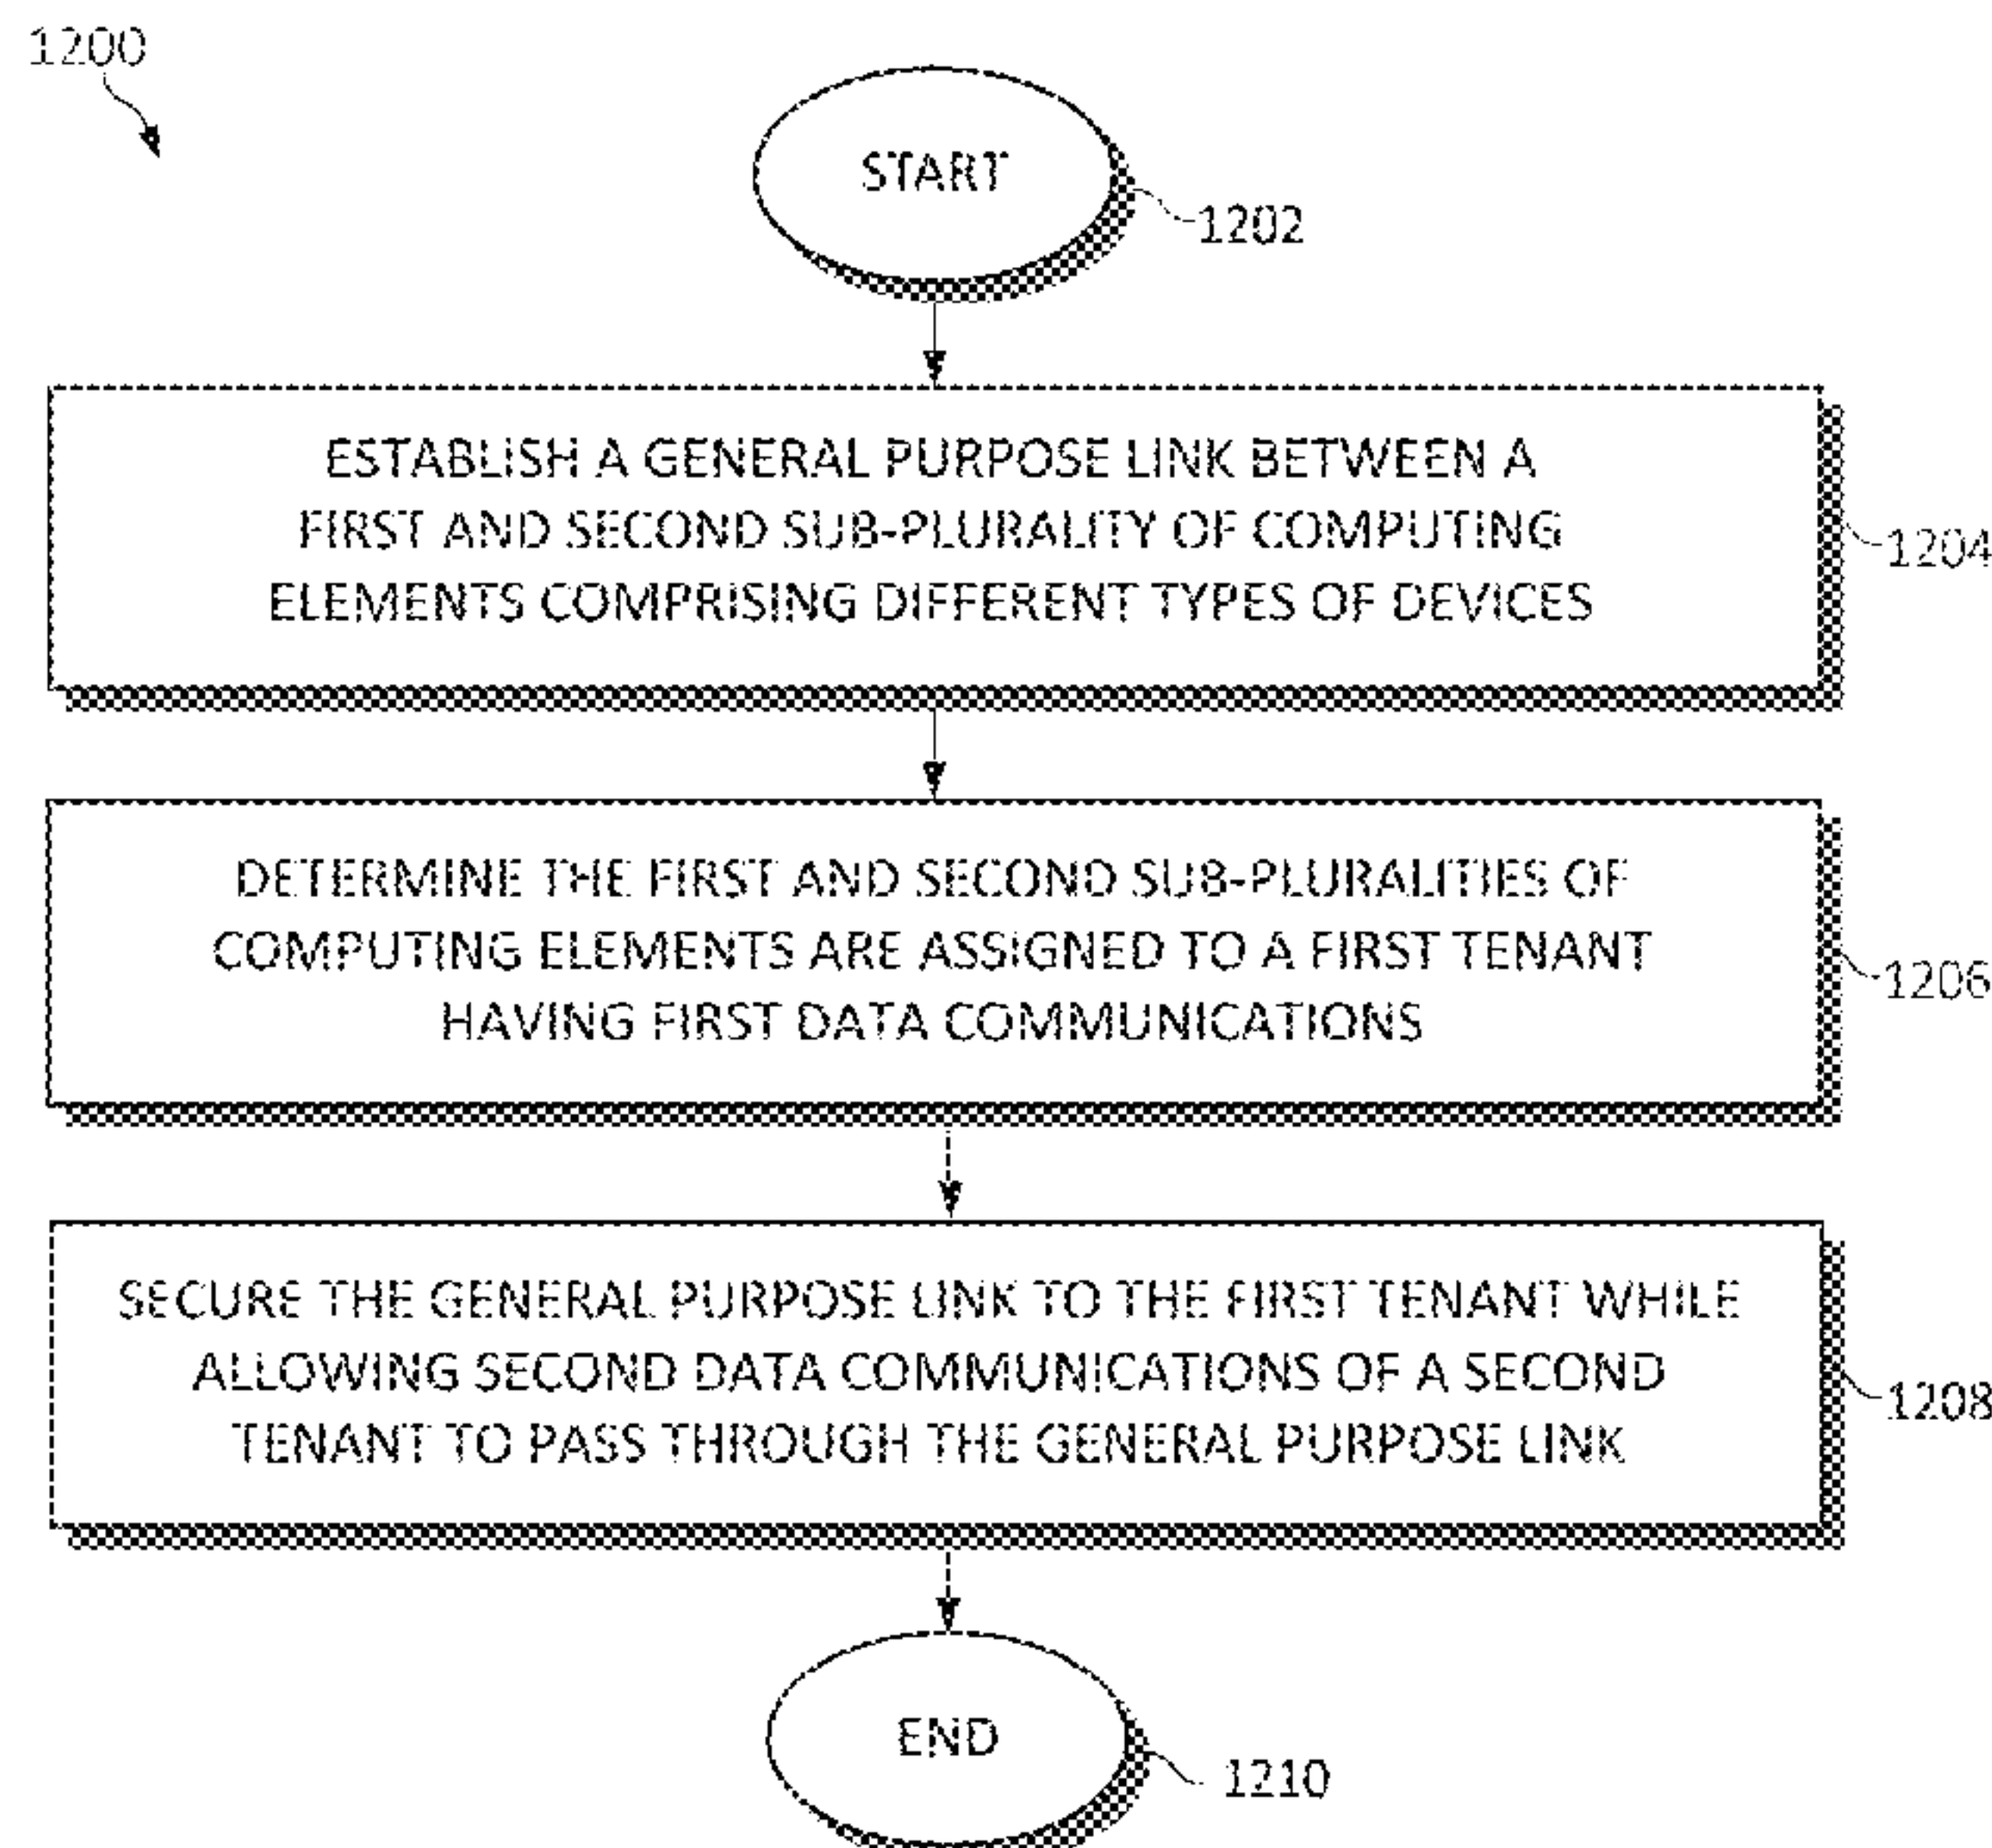 1200
START
1202
ESTABLISH A GENERAL PURPOSE LINK BETWEEN A
FIRST AND SECOND SUB-PLURALITY OF COMPUTING
ELEMENTS COMPRISING DIFFERENT TYPES OF DEVICES
1204
DETERMINE THE FIRST AND SECOND SUB-PLURALITIES OF
COMPUTING ELEMENTS ARE ASSIGNED TO A FIRST TENANT
HAVING FIRST DATA COMMUNICATIONS
1206
SECURE THE GENERAL PURPOSE LINK TO THE FIRST TENANT WHILE
ALLOWING SECOND DATA COMMUNICATIONS OF A SECOND
TENANT TO PASS THROUGH THE GENERAL PURPOSE LINK
1208
END
1210